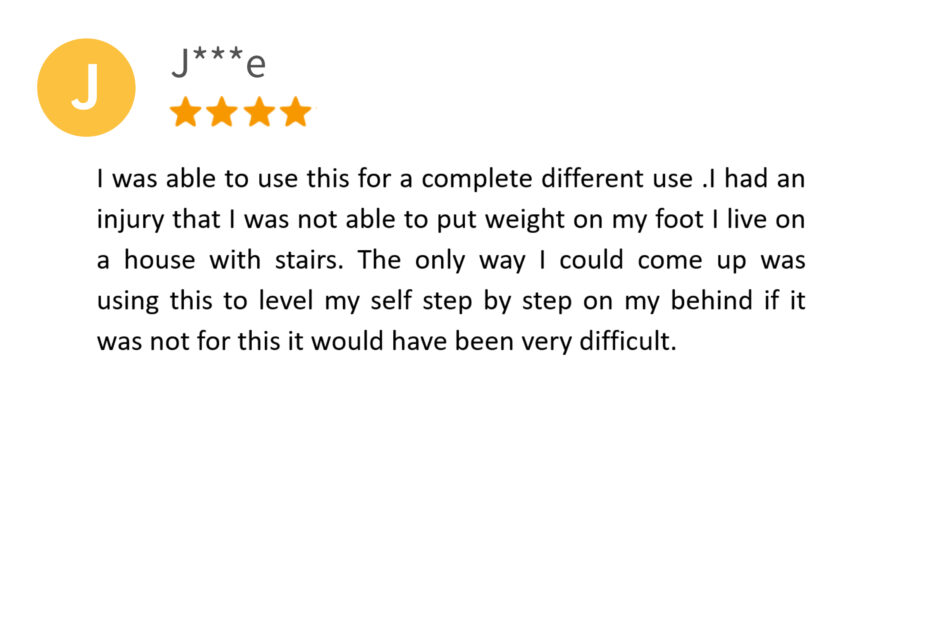 J
J***e
I was able to use this for a complete different use .I had an
injury that I was not able to put weight on my foot I live on
a house with stairs. The only way I could come up was
using this to level my self step by step on my behind if it
was not for this it would have been very difficult.